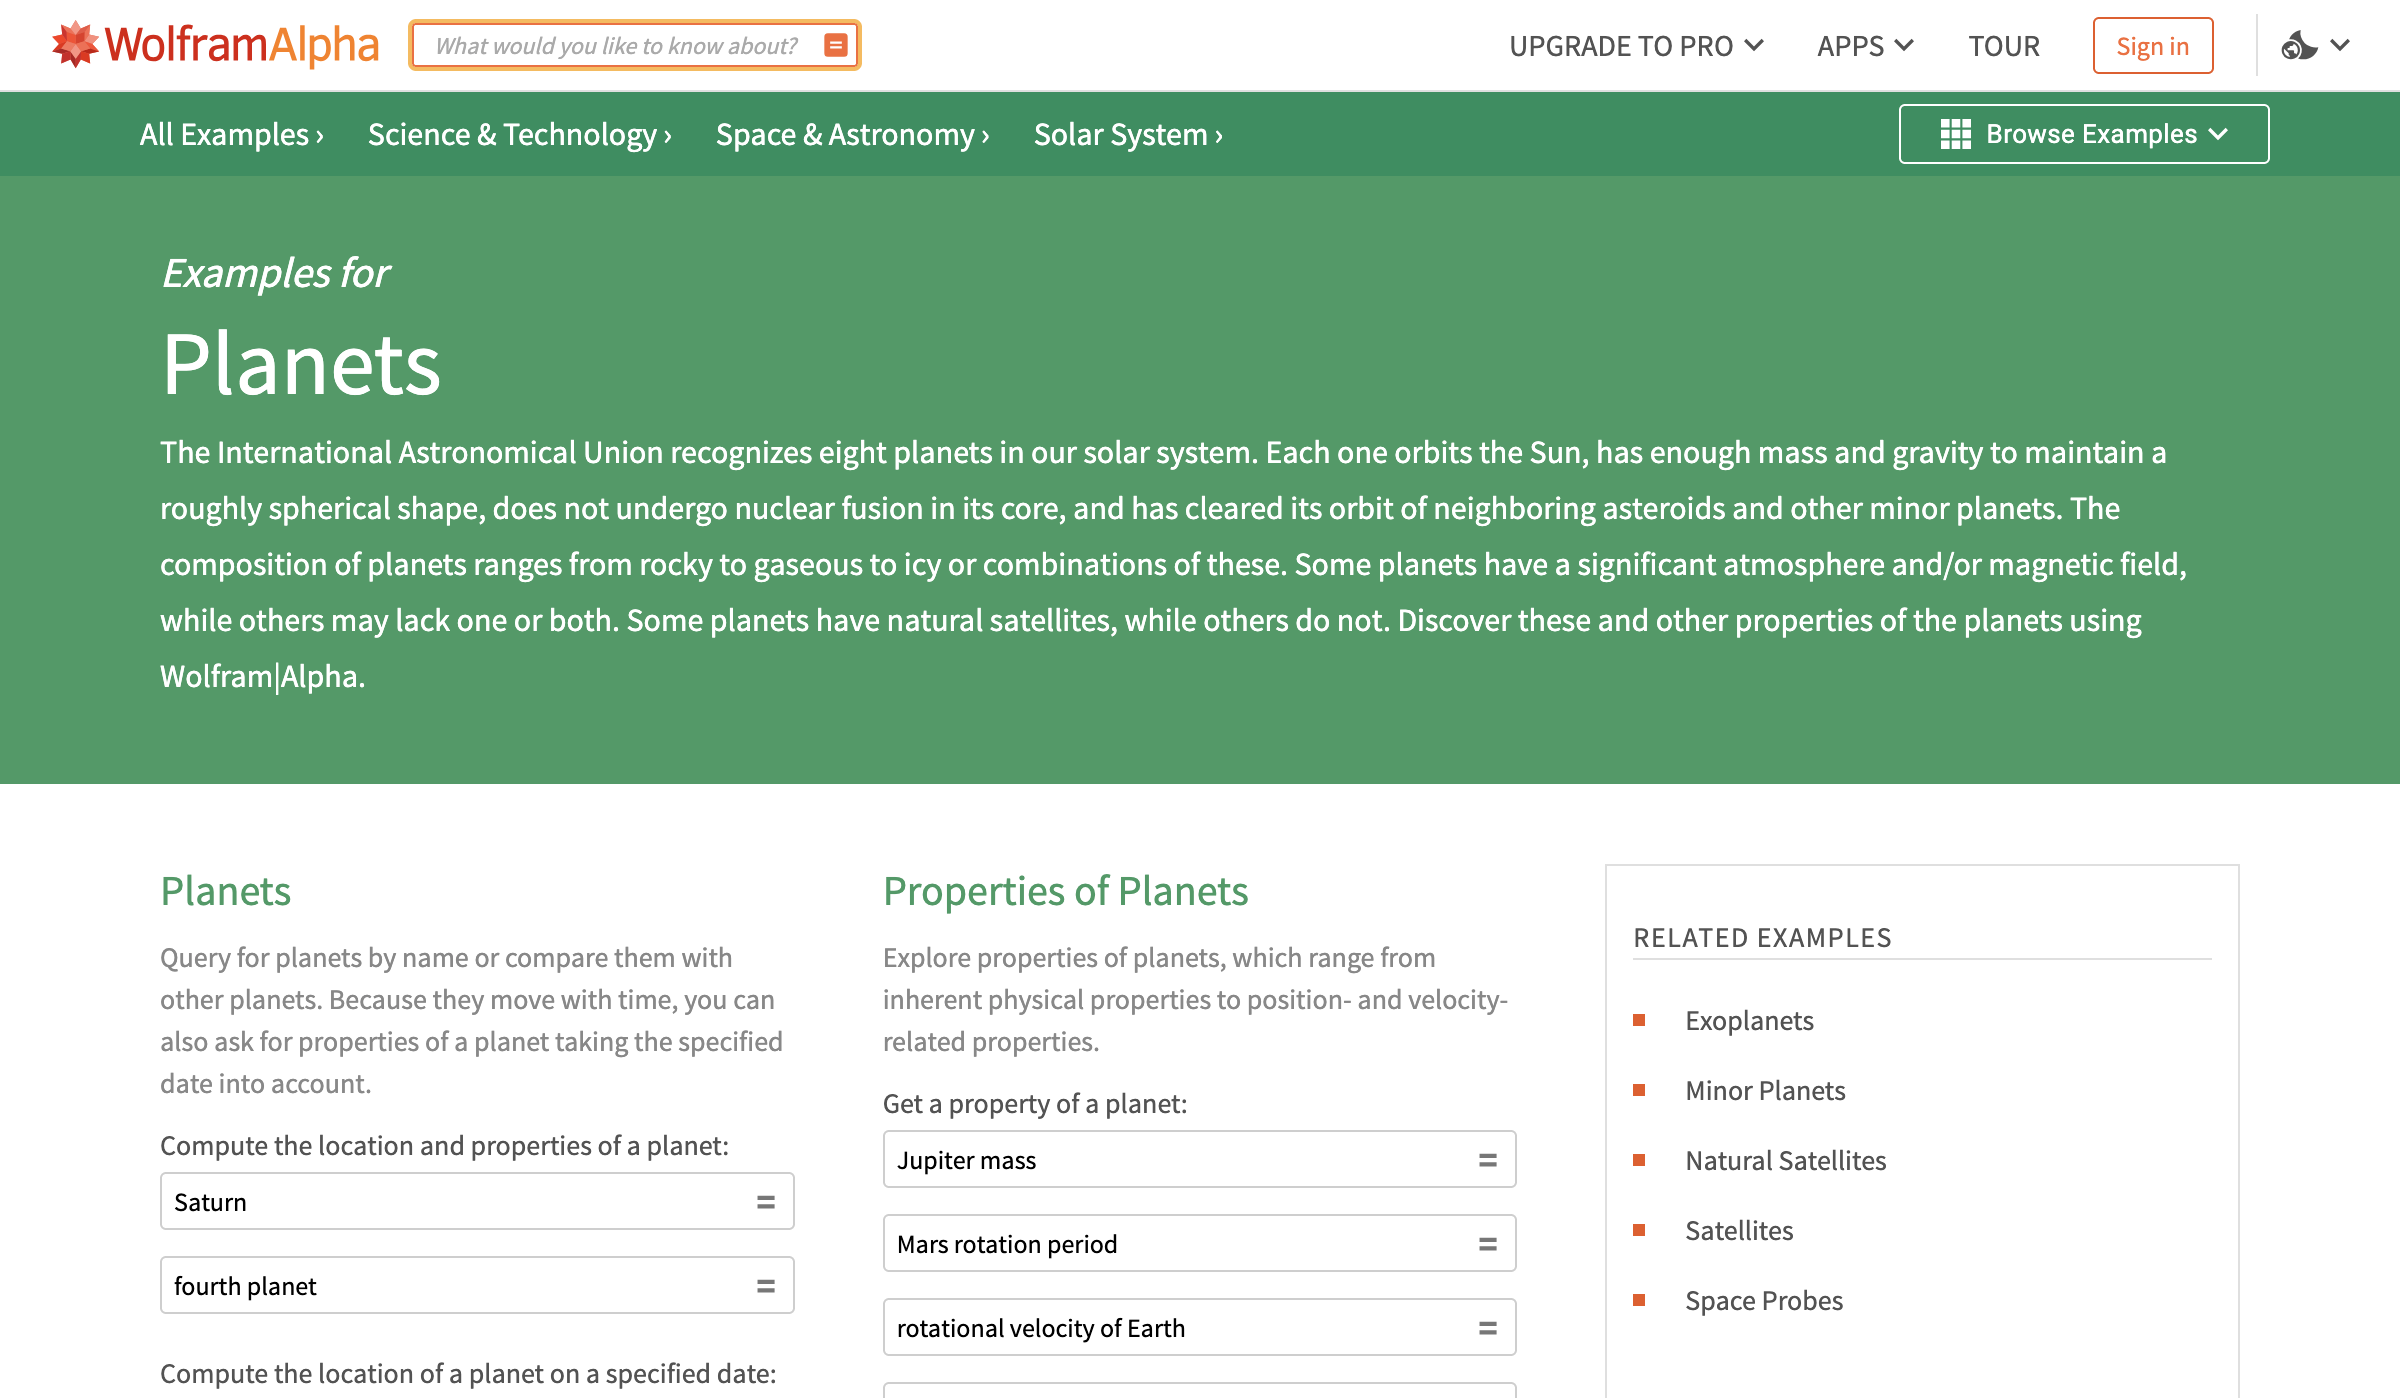 WolframAlpha
What would you like to know about?
UPGRADE TO PRO
APPS
TOUR
Sign in
All Examples ›
Science & Technology ›
Space & Astronomy ›
Solar System ›
Browse Examples
Examples for
Planets
The International Astronomical Union recognizes eight planets in our solar system. Each one orbits the Sun, has enough mass and gravity to maintain a
roughly spherical shape, does not undergo nuclear fusion in its core, and has cleared its orbit of neighboring asteroids and other minor planets. The
composition of planets ranges from rocky to gaseous to icy or combinations of these. Some planets have a significant atmosphere and/or magnetic field,
while others may lack one or both. Some planets have natural satellites, while others do not. Discover these and other properties of the planets using
Wolfram|Alpha.
Planets
Query for planets by name or compare them with
other planets. Because they move with time, you can
also ask for properties of a planet taking the specified
date into account.
Compute the location and properties of a planet:
Saturn
fourth planet
Compute the location of a planet on a specified date:
Properties of Planets
Explore properties of planets, which range from
inherent physical properties to position- and velocity-
related properties.
Get a property of a planet:
Jupiter mass
Mars rotation period
rotational velocity of Earth
RELATED EXAMPLES
Exoplanets
Minor Planets
Natural Satellites
Satellites
Space Probes